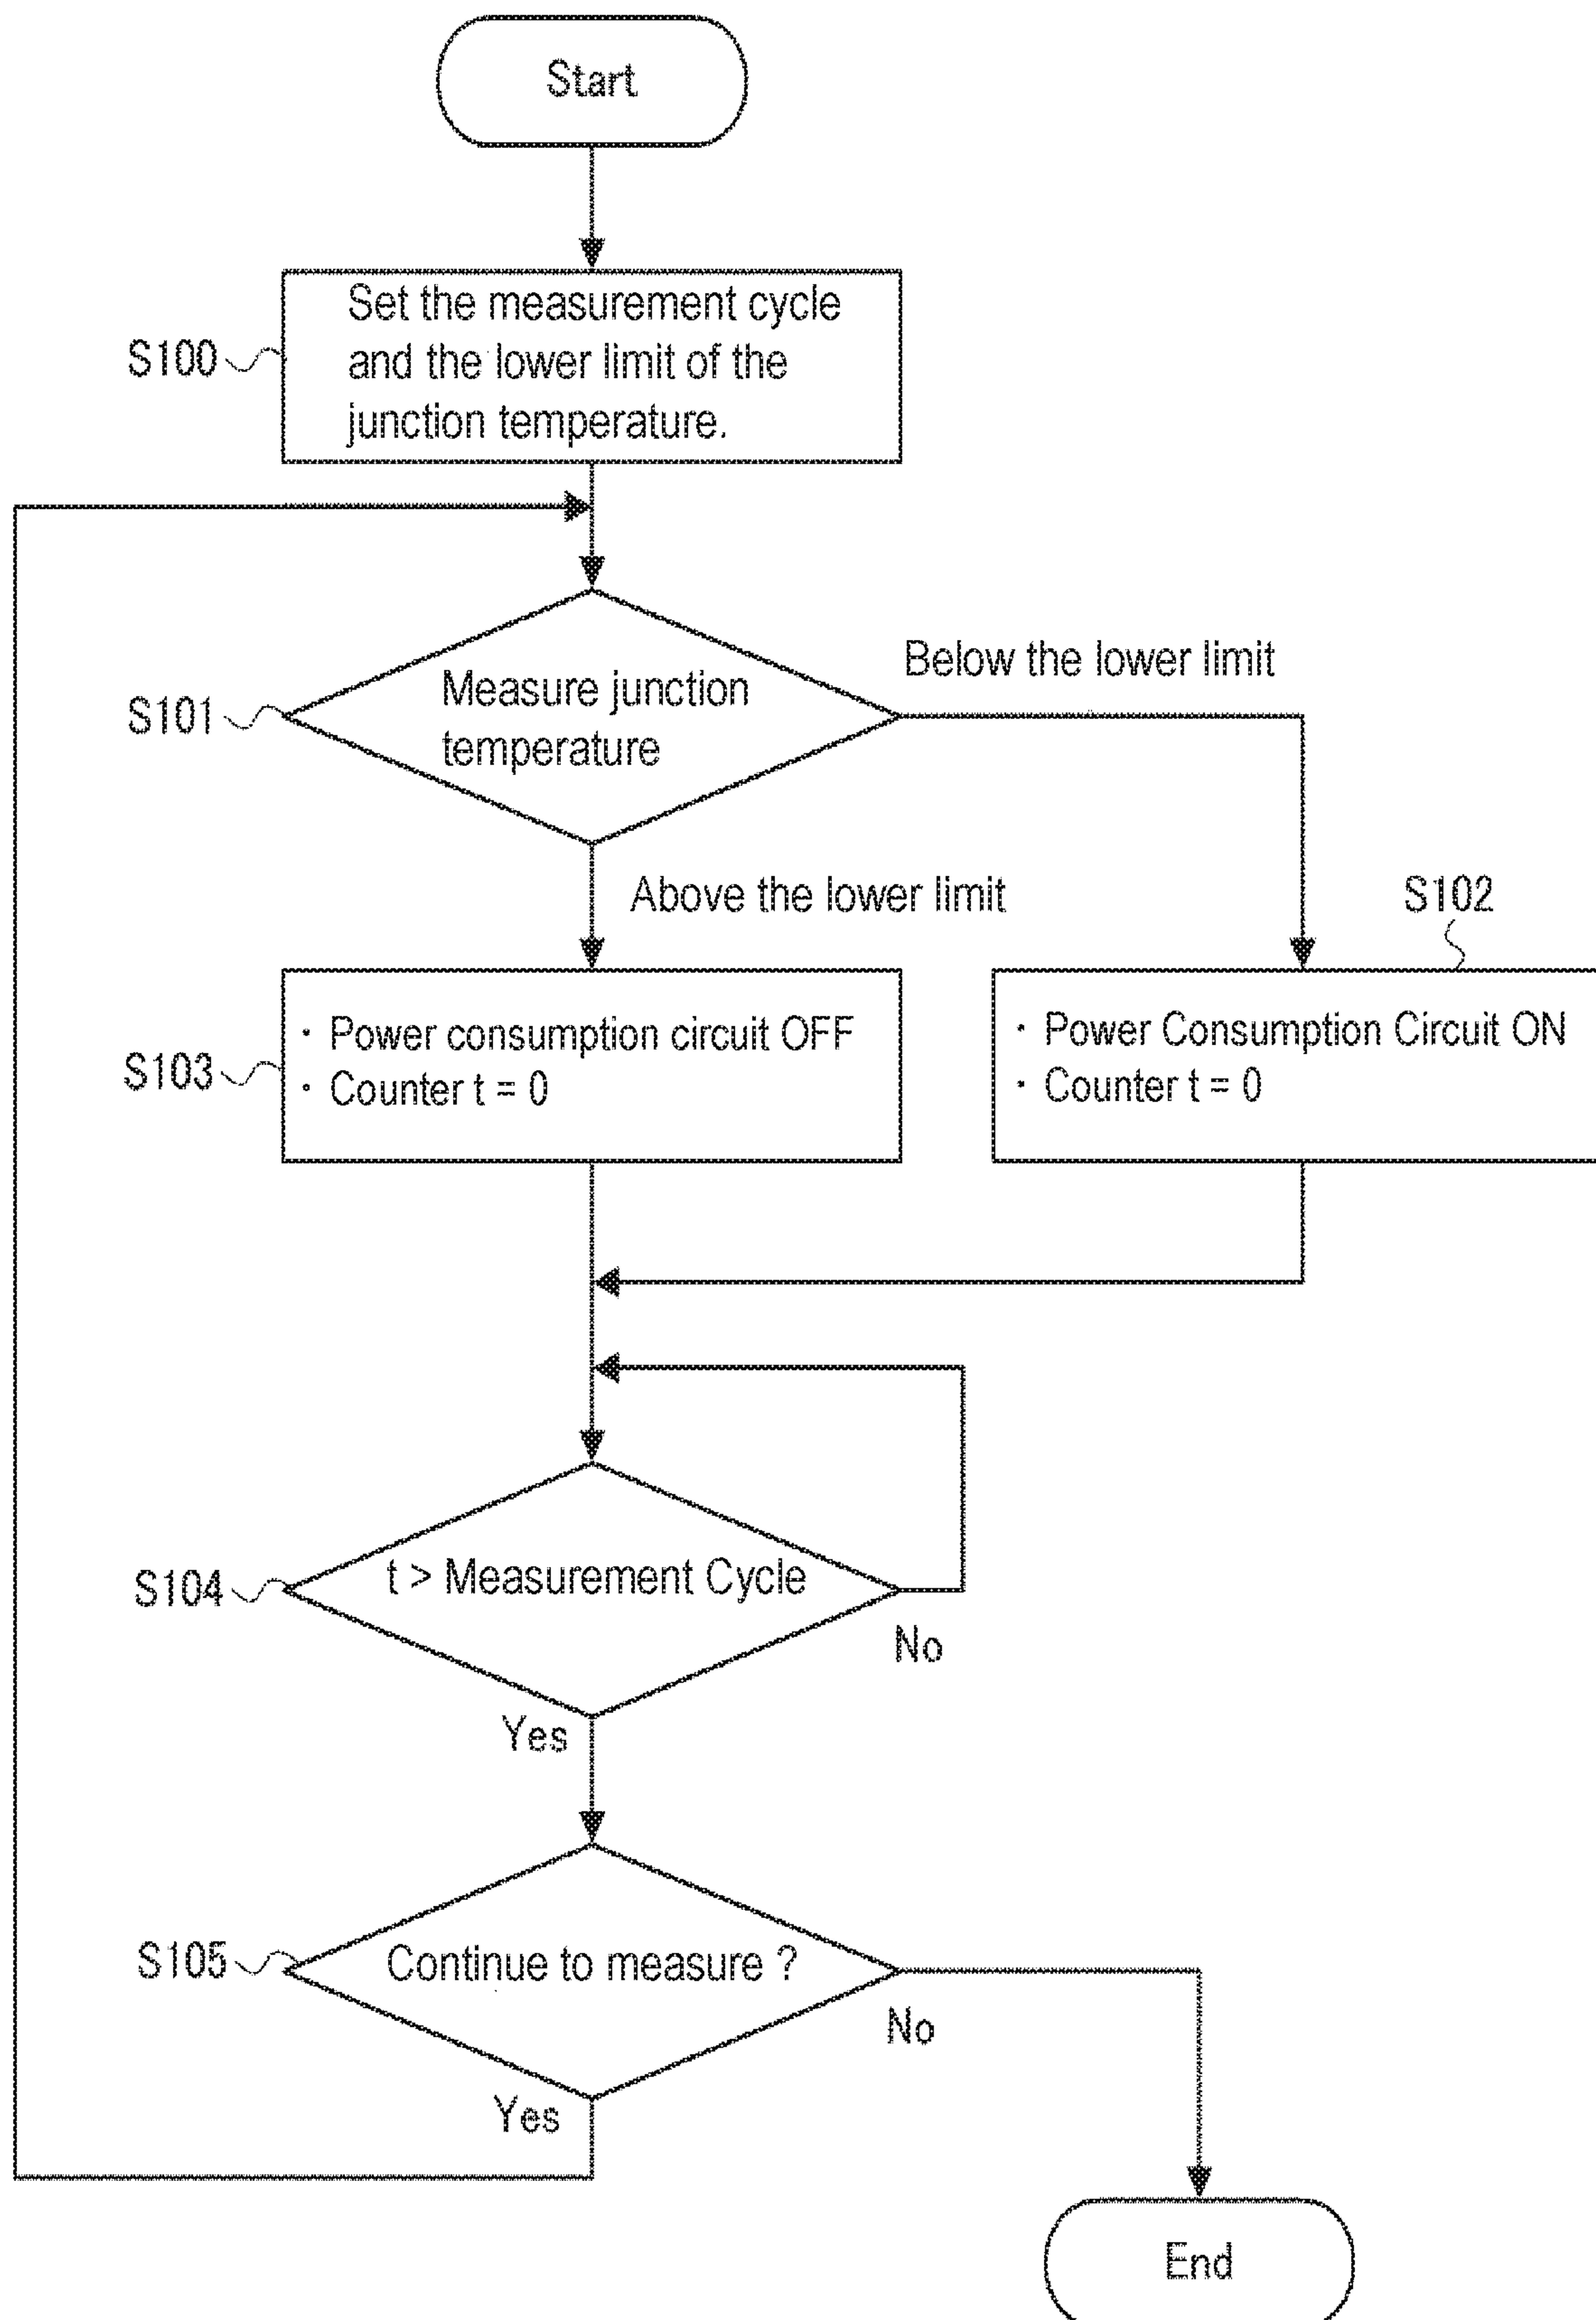 Start
S100
Set the measurement cycle
and the lower limit of the
junction temperature.
S101
Measure junction
temperature
Below the lower limit
Above the lower limit
S102
S103
· Power consumption circuit OFF
· Counter t = 0
· Power Consumption Circuit ON
· Counter t = 0
S104
t > Measurement Cycle
No
Yes
S105
Continue to measure ?
No
Yes
End